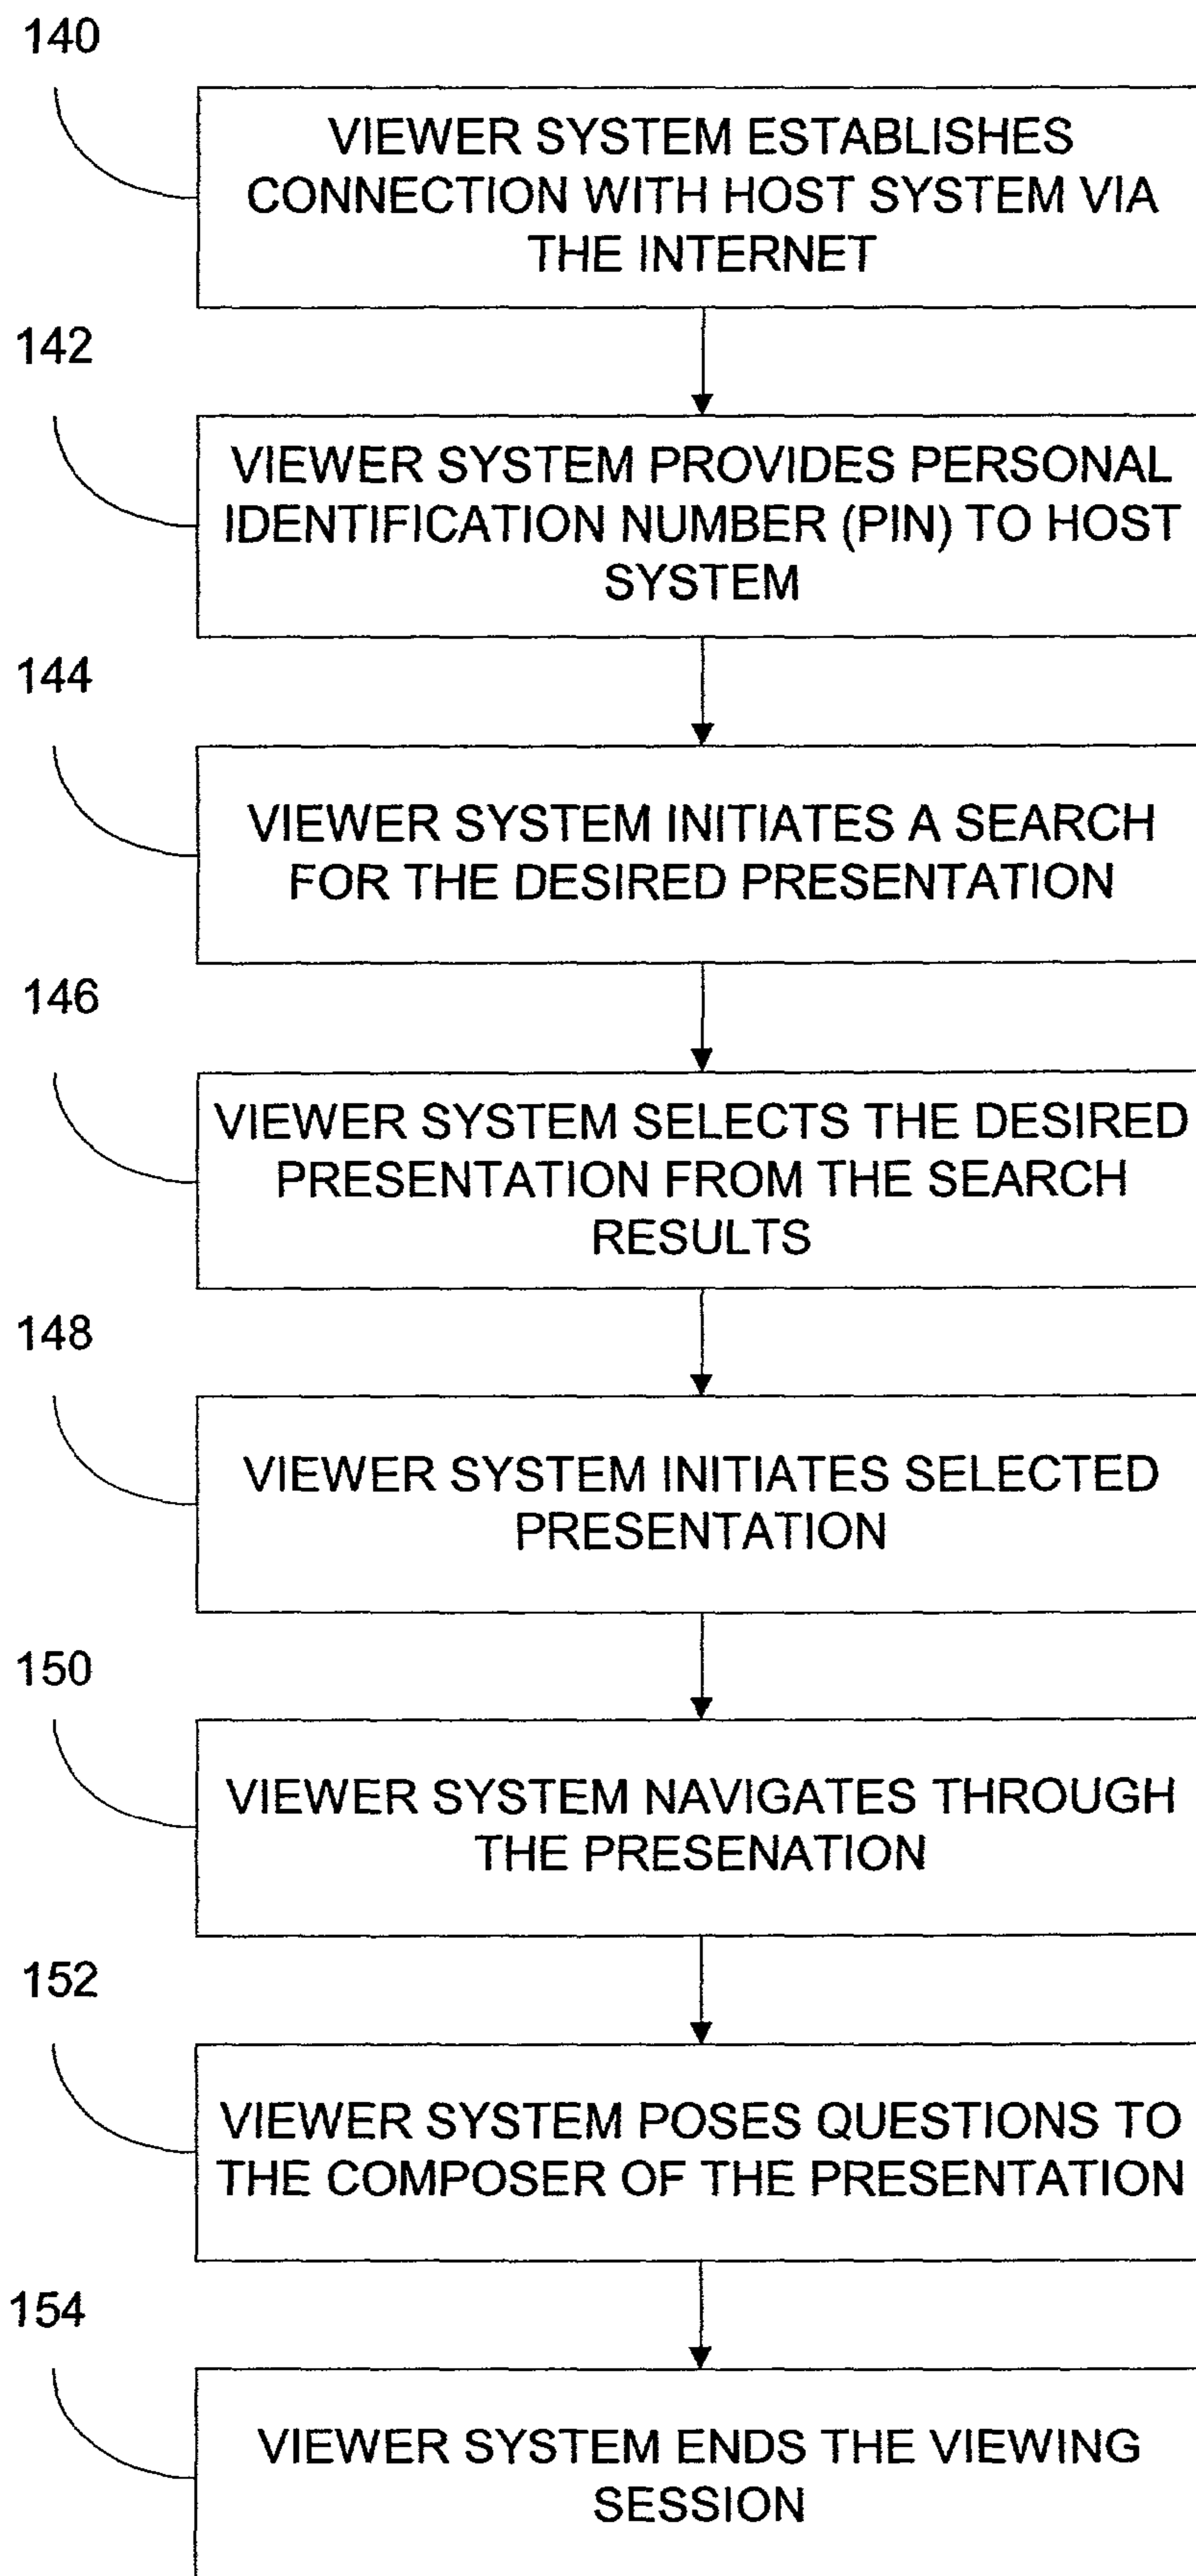 140
VIEWER SYSTEM ESTABLISHES
CONNECTION WITH HOST SYSTEM VIA
THE INTERNET
142
VIEWER SYSTEM PROVIDES PERSONAL
IDENTIFICATION NUMBER (PIN) TO HOST
SYSTEM
144
VIEWER SYSTEM INITIATES A SEARCH
FOR THE DESIRED PRESENTATION
146
VIEWER SYSTEM SELECTS THE DESIRED
PRESENTATION FROM THE SEARCH
RESULTS
148
VIEWER SYSTEM INITIATES SELECTED
PRESENTATION
150
VIEWER SYSTEM NAVIGATES THROUGH
THE PRESENATION
152
VIEWER SYSTEM POSES QUESTIONS TO
THE COMPOSER OF THE PRESENTATION
154
VIEWER SYSTEM ENDS THE VIEWING
SESSION